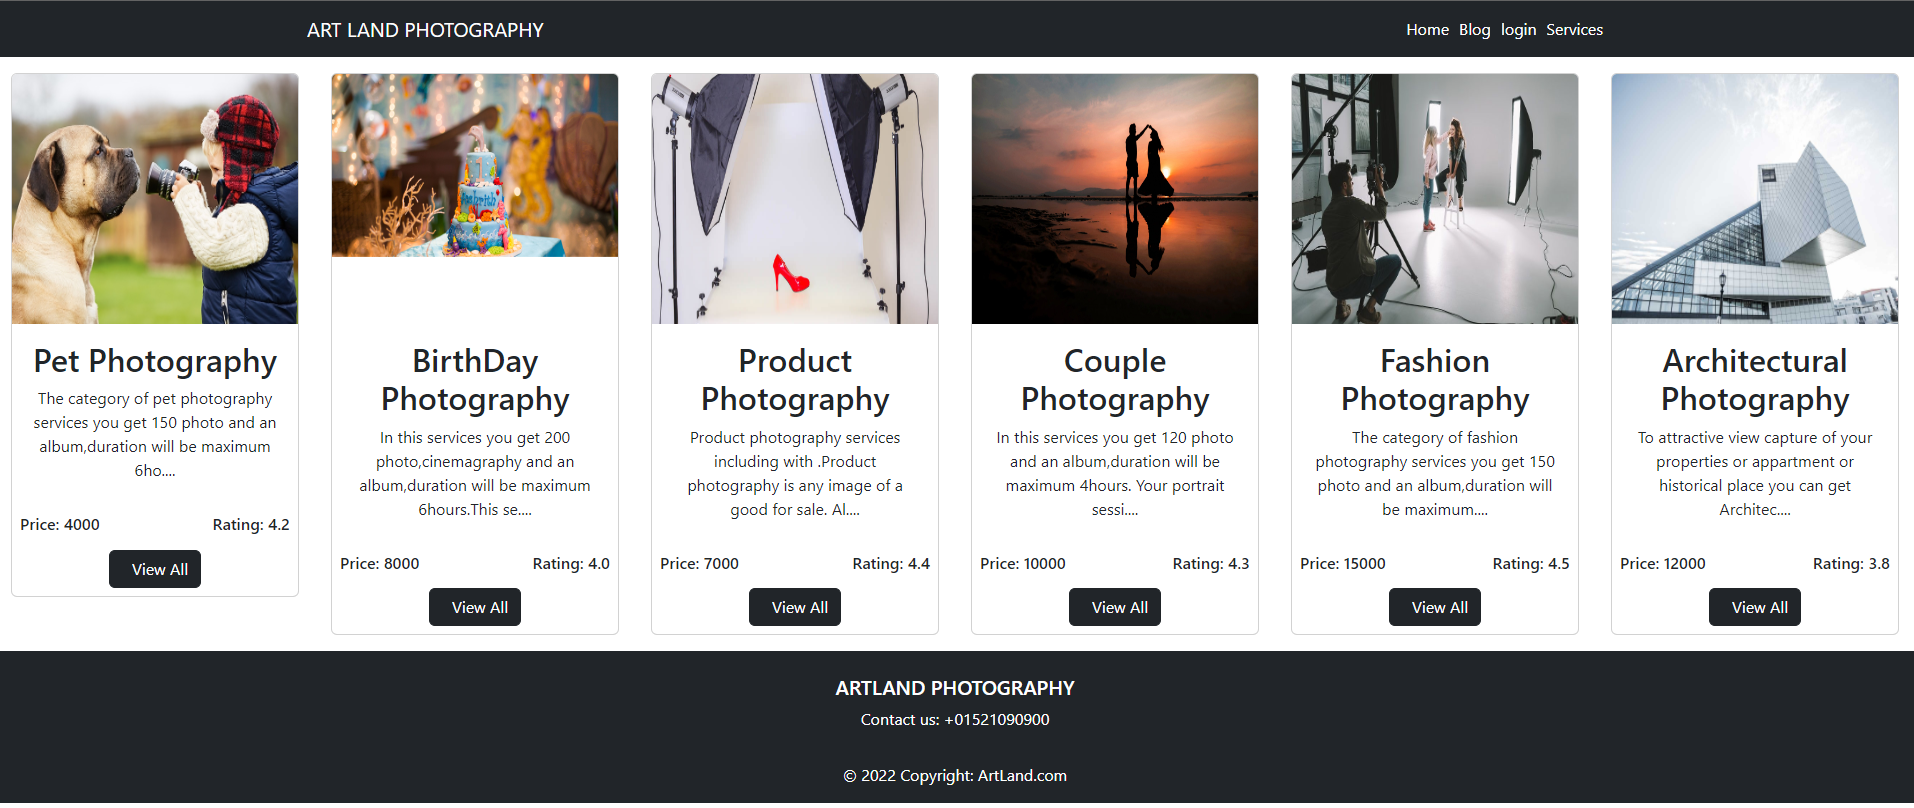 ART LAND PHOTOGRAPHY
Home Blog login Services
Pet Photography
The category of pet photography
services you get 150 photo and an
album,duration will be maximum
6ho....
Price: 4000 Rating: 4.2
View All
BirthDay
Photography
In this services you get 200
photo,cinemagraphy and an
album,duration will be maximum
6hours.This se....
Price: 8000 Rating: 4.0
View All
Product
Photography
Product photography services
including with .Product
photography is any image of a
good for sale. Al....
Price: 7000 Rating: 4.4
View All
Couple
Photography
In this services you get 120 photo
and an album,duration will be
maximum 4hours. Your portrait
sessi....
Price: 10000 Rating: 4.3
View All
Fashion
Photography
The category of fashion
photography services you get 150
photo and an album,duration will
be maximum....
Price: 15000 Rating: 4.5
View All
Architectural
Photography
To attractive view capture of your
properties or appartment or
historical place you can get
Architec....
Price: 12000 Rating: 3.8
View All
ARTLAND PHOTOGRAPHY
Contact us: +01521090900
© 2022 Copyright: ArtLand.com